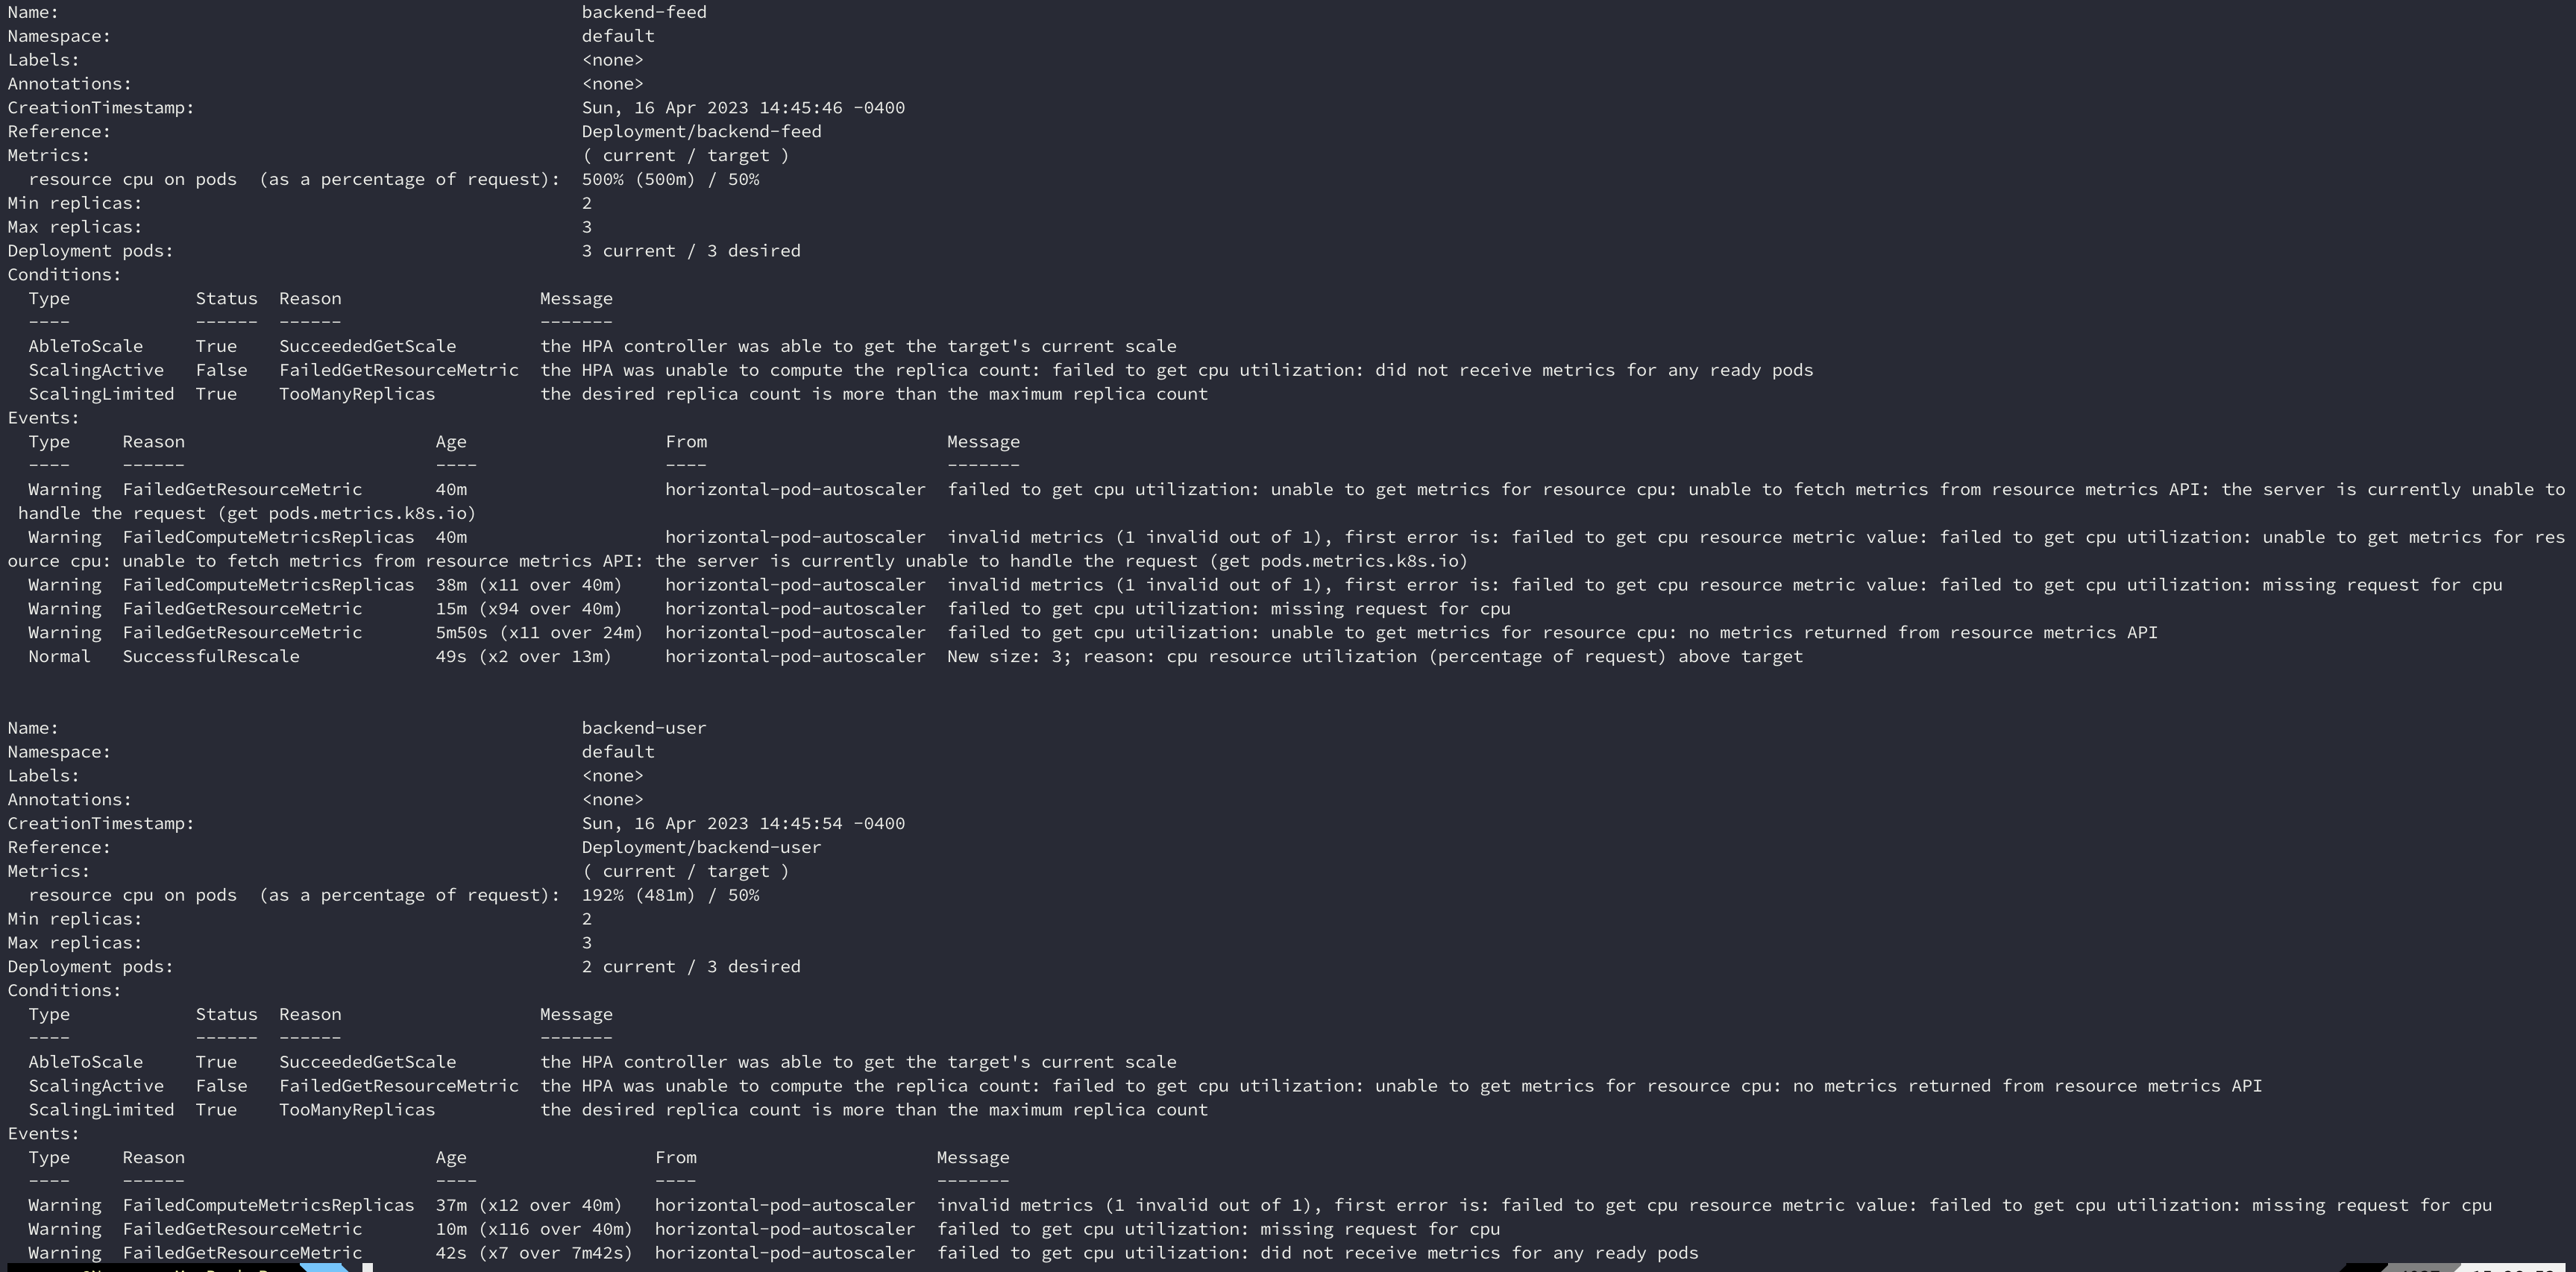 Name:                                                  backend-feed
Namespace:                                             default
Labels:                                                <none>
Annotations:                                           <none>
CreationTimestamp:                                     Sun, 16 Apr 2023 14:45:46 -0400
Reference:                                             Deployment/backend-feed
Metrics:                                               ( current / target )
  resource cpu on pods  (as a percentage of request):  500% (500m) / 50%
Min replicas:                                          2
Max replicas:                                          3
Deployment pods:                                       3 current / 3 desired
Conditions:
  Type            Status  Reason                   Message
  ----            ------  ------                   -------
  AbleToScale     True    SucceededGetScale        the HPA controller was able to get the target's current scale
  ScalingActive   False   FailedGetResourceMetric  the HPA was unable to compute the replica count: failed to get cpu utilization: did not receive metrics for any ready pods
  ScalingLimited  True    TooManyReplicas          the desired replica count is more than the maximum replica count
Events:
  Type     Reason                        Age                   From                       Message
  ----     ------                        ----                  ----                       -------
  Warning  FailedGetResourceMetric       40m                   horizontal-pod-autoscaler  failed to get cpu utilization: unable to get metrics for resource cpu: unable to fetch metrics from resource metrics API: the server is currently unable to
 handle the request (get pods.metrics.k8s.io)
  Warning  FailedComputeMetricsReplicas  40m                   horizontal-pod-autoscaler  invalid metrics (1 invalid out of 1), first error is: failed to get cpu resource metric value: failed to get cpu utilization: unable to get metrics for res
ource cpu: unable to fetch metrics from resource metrics API: the server is currently unable to handle the request (get pods.metrics.k8s.io)
  Warning  FailedComputeMetricsReplicas  38m (x11 over 40m)    horizontal-pod-autoscaler  invalid metrics (1 invalid out of 1), first error is: failed to get cpu resource metric value: failed to get cpu utilization: missing request for cpu
  Warning  FailedGetResourceMetric       15m (x94 over 40m)    horizontal-pod-autoscaler  failed to get cpu utilization: missing request for cpu
  Warning  FailedGetResourceMetric       5m50s (x11 over 24m)  horizontal-pod-autoscaler  failed to get cpu utilization: unable to get metrics for resource cpu: no metrics returned from resource metrics API
  Normal   SuccessfulRescale             49s (x2 over 13m)     horizontal-pod-autoscaler  New size: 3; reason: cpu resource utilization (percentage of request) above target
Name:                                                  backend-user
Namespace:                                             default
Labels:                                                <none>
Annotations:                                           <none>
CreationTimestamp:                                     Sun, 16 Apr 2023 14:45:54 -0400
Reference:                                             Deployment/backend-user
Metrics:                                               ( current / target )
  resource cpu on pods  (as a percentage of request):  192% (481m) / 50%
Min replicas:                                          2
Max replicas:                                          3
Deployment pods:                                       2 current / 3 desired
Conditions:
  Type            Status  Reason                   Message
  ----            ------  ------                   -------
  AbleToScale     True    SucceededGetScale        the HPA controller was able to get the target's current scale
  ScalingActive   False   FailedGetResourceMetric  the HPA was unable to compute the replica count: failed to get cpu utilization: unable to get metrics for resource cpu: no metrics returned from resource metrics API
  ScalingLimited  True    TooManyReplicas          the desired replica count is more than the maximum replica count
Events:
  Type     Reason                        Age                  From                       Message
  ----     ------                        ----                 ----                       -------
  Warning  FailedComputeMetricsReplicas  37m (x12 over 40m)   horizontal-pod-autoscaler  invalid metrics (1 invalid out of 1), first error is: failed to get cpu resource metric value: failed to get cpu utilization: missing request for cpu
  Warning  FailedGetResourceMetric       10m (x116 over 40m)  horizontal-pod-autoscaler  failed to get cpu utilization: missing request for cpu
  Warning  FailedGetResourceMetric       42s (x7 over 7m42s)  horizontal-pod-autoscaler  failed to get cpu utilization: did not receive metrics for any ready pods